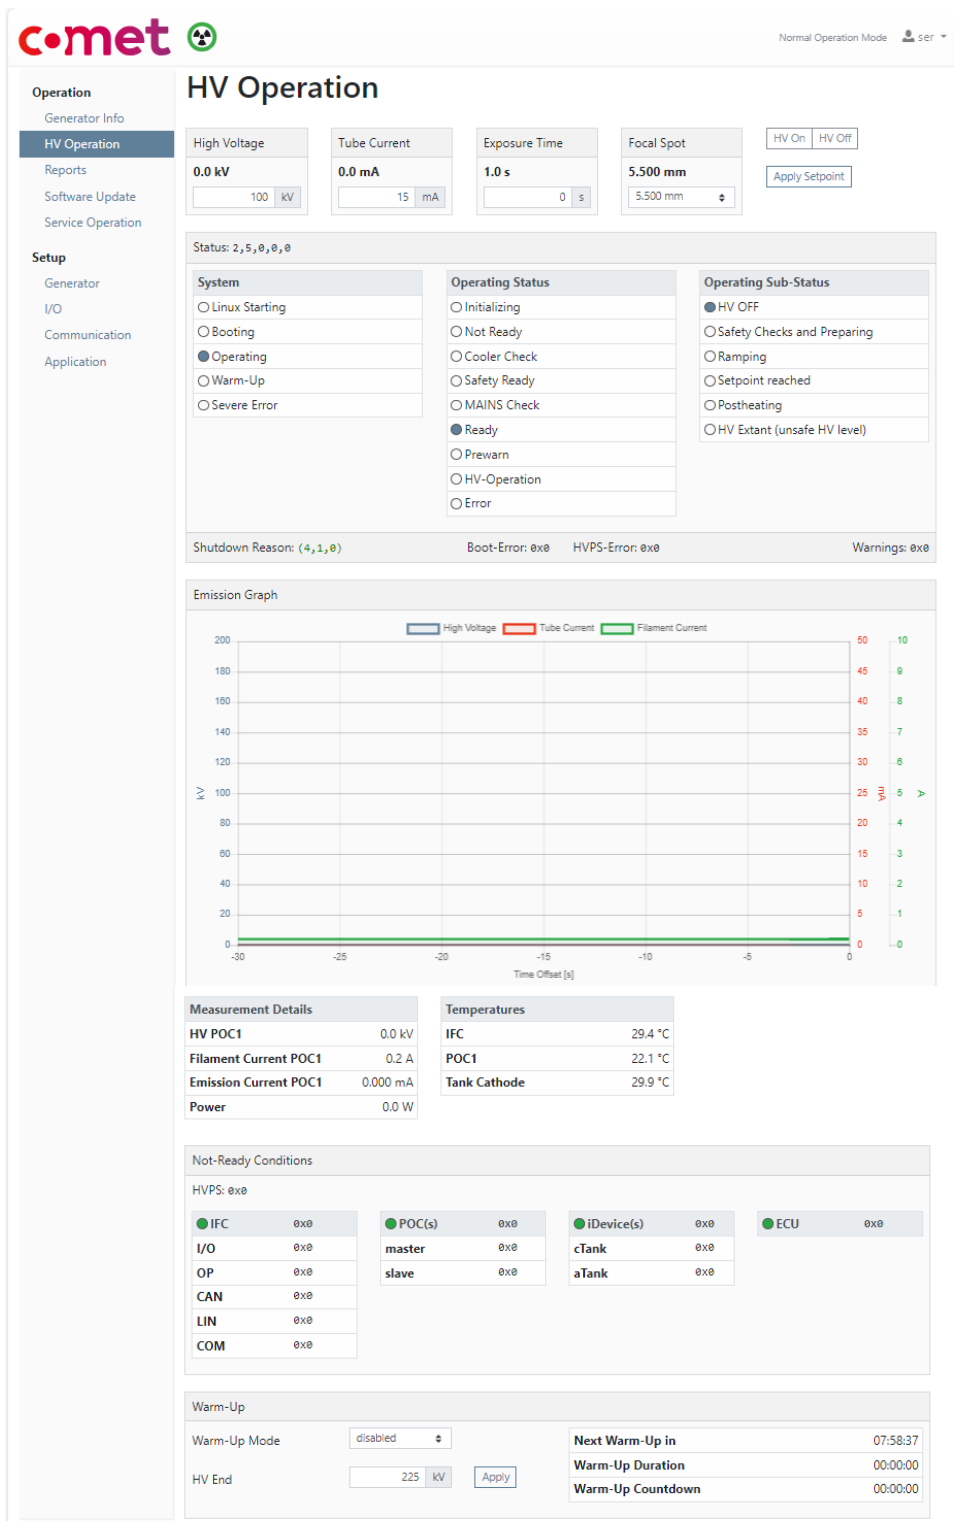 comet
Normal Operation Mode ser
Operation
Generator Info
HV Operation
Reports
Software Update
Service Operation
Setup
Generator
I/O
Communication
Application
HV Operation
High Voltage
0.0 kV
100 kV
Tube Current
0.0 mA
15 mA
Exposure Time
1.0 s
0 s
Focal Spot
5.500 mm
5.500 mm
HV On HV Off
Apply Setpoint
Status: 2,5,0,0,0
System
Linux Starting
Booting
Operating
Warm-Up
Severe Error
Operating Status
Initializing
Not Ready
Cooler Check
Safety Ready
MAINS Check
Ready
Prewarn
HV-Operation
Error
Operating Sub-Status
HV OFF
Safety Checks and Preparing
Ramping
Setpoint reached
Postheating
HV Extant (unsafe HV level)
Shutdown Reason: (4,1,0) Boot-Error: 0x0 HVPS-Error: 0x0 Warnings: 0x0
Emission Graph
High Voltage Tube Current Filament Current
200 50 10
180 45 9
160 40 8
140 35 7
120 30 6
kV 100 25 mA 5 A
80 20 4
60 15 3
40 10 2
20 5 1
0 0 0
-30 -25 -20 -15 -10 -5 0
Time Offset [s]
Measurement Details
HV POC1 0.0 kV
Filament Current POC1 0.2 A
Emission Current POC1 0.000 mA
Power 0.0 W
Temperatures
IFC 29.4 °C
POC1 22.1 °C
Tank Cathode 29.9 °C
Not-Ready Conditions
HVPS: 0x0
IFC 0x0
I/O 0x0
OP 0x0
CAN 0x0
LIN 0x0
COM 0x0
POC(s) 0x0
master 0x0
slave 0x0
iDevice(s) 0x0
cTank 0x0
aTank 0x0
ECU 0x0
Warm-Up
Warm-Up Mode disabled
HV End 225 kV Apply
Next Warm-Up in 07:58:37
Warm-Up Duration 00:00:00
Warm-Up Countdown 00:00:00